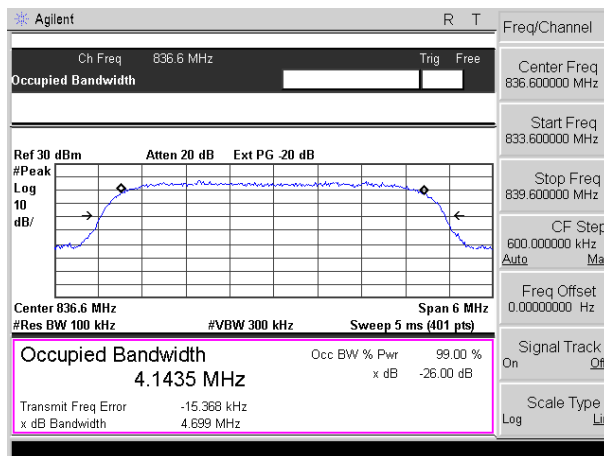 Agilent R T
Ch Freq 836.6 MHz Trig Free
Occupied Bandwidth
Ref 30 dBm Atten 20 dB Ext PG -20 dB
#Peak
Log
10
dB/
Center 836.6 MHz Span 6 MHz
#Res BW 100 kHz #VBW 300 kHz Sweep 5 ms (401 pts)
Occupied Bandwidth
4.1435 MHz
Occ BW % Pwr 99.00 %
x dB -26.00 dB
Transmit Freq Error -15.368 kHz
x dB Bandwidth 4.699 MHz
Freq/Channel
Center Freq
836.600000 MHz
Start Freq
833.600000 MHz
Stop Freq
839.600000 MHz
CF Step
600.000000 kHz
Auto Ma
Freq Offset
0.00000000 Hz
Signal Track
On Off
Scale Type
Log Li